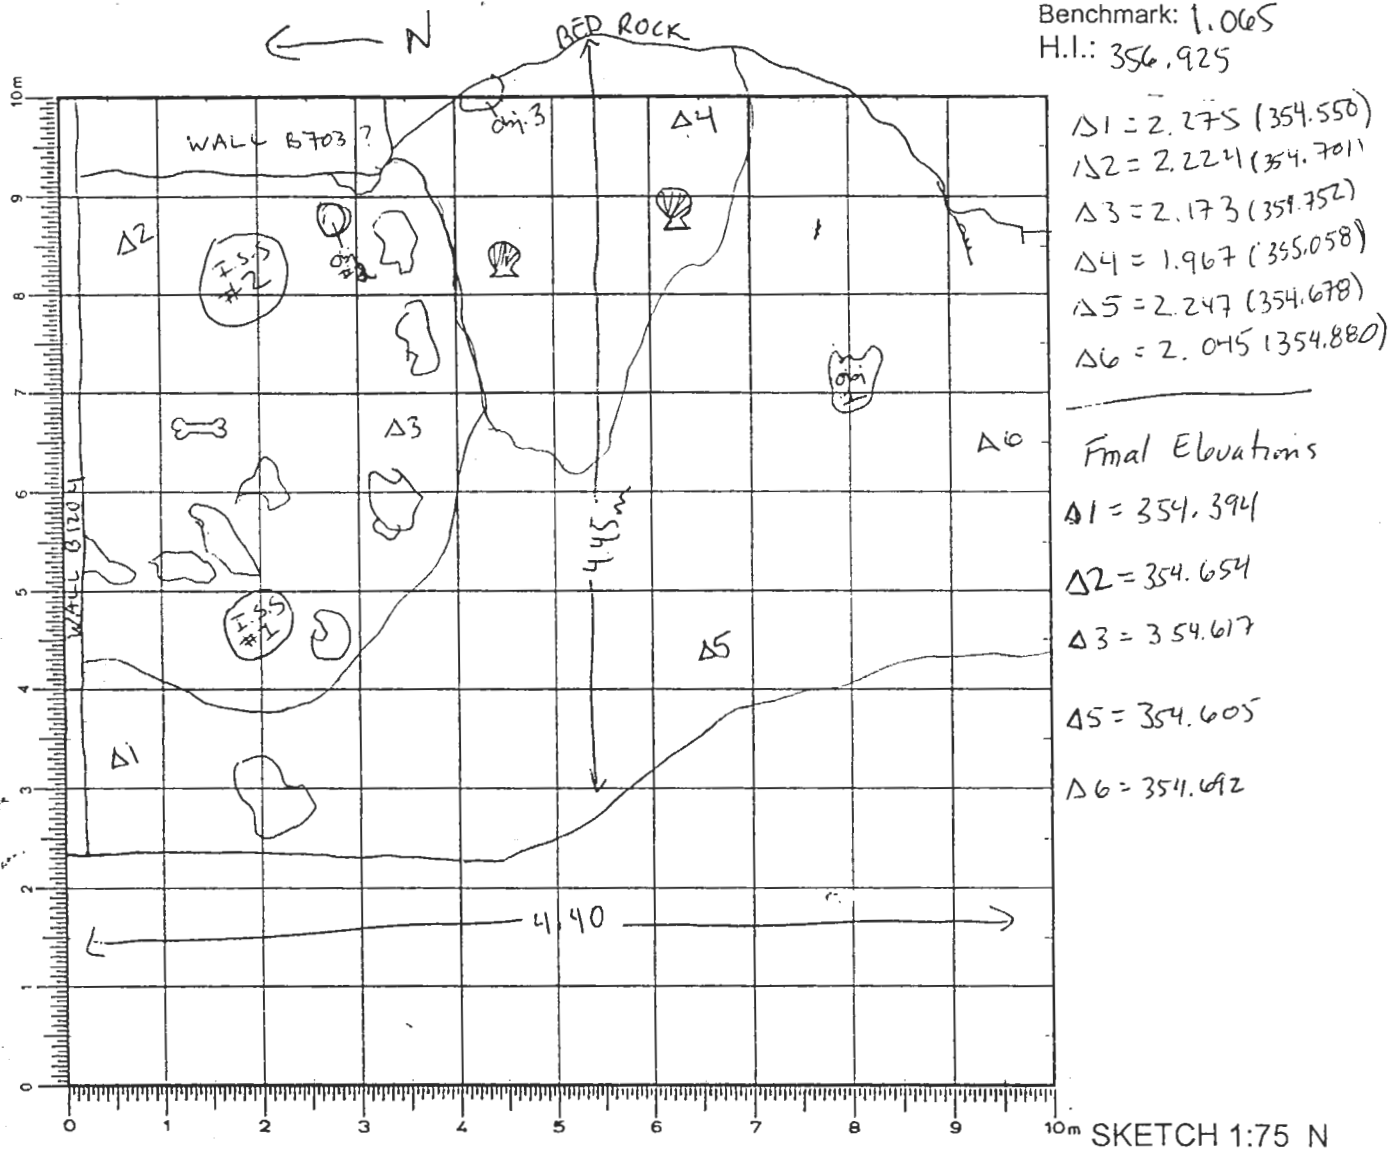 Benchmark: 1.065
H.I.: 356.925
N
BED ROCK
10m
WALL B703?
obj. 3
Δ4
Δ1 = 2.275 (354.550)
Δ2 = 2.224 (354.701)
Δ3 = 2.173 (354.752)
Δ4 = 1.967 (355.058)
Δ5 = 2.247 (354.678)
Δ6 = 2.045 (354.880)
9
Δ2
I.S.S
#2
obj
#2
8
obj
1
7
Δ3
Δ6
Final Elevations
Δ1 = 354.394
Δ2 = 354.654
Δ3 = 354.617
Δ5 = 354.605
Δ6 = 354.692
6
WALL B1204
4.45m
5
I.S.S
#1
Δ5
4
Δ1
3
2
4.40
1
0
0 1 2 3 4 5 6 7 8 9 10m
SKETCH 1:75 N